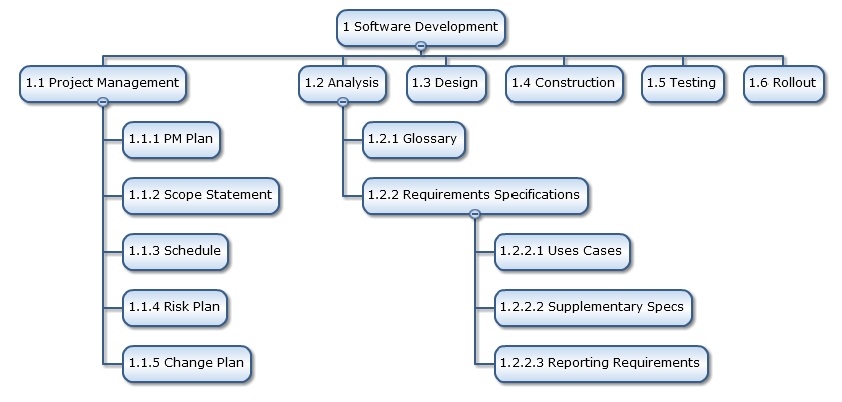 1 Software Development
1.1 Project Management
1.2 Analysis
1.3 Design
1.4 Construction
1.5 Testing
1.6 Rollout
1.1.1 PM Plan
1.1.2 Scope Statement
1.1.3 Schedule
1.1.4 Risk Plan
1.1.5 Change Plan
1.2.1 Glossary
1.2.2 Requirements Specifications
1.2.2.1 Uses Cases
1.2.2.2 Supplementary Specs
1.2.2.3 Reporting Requirements